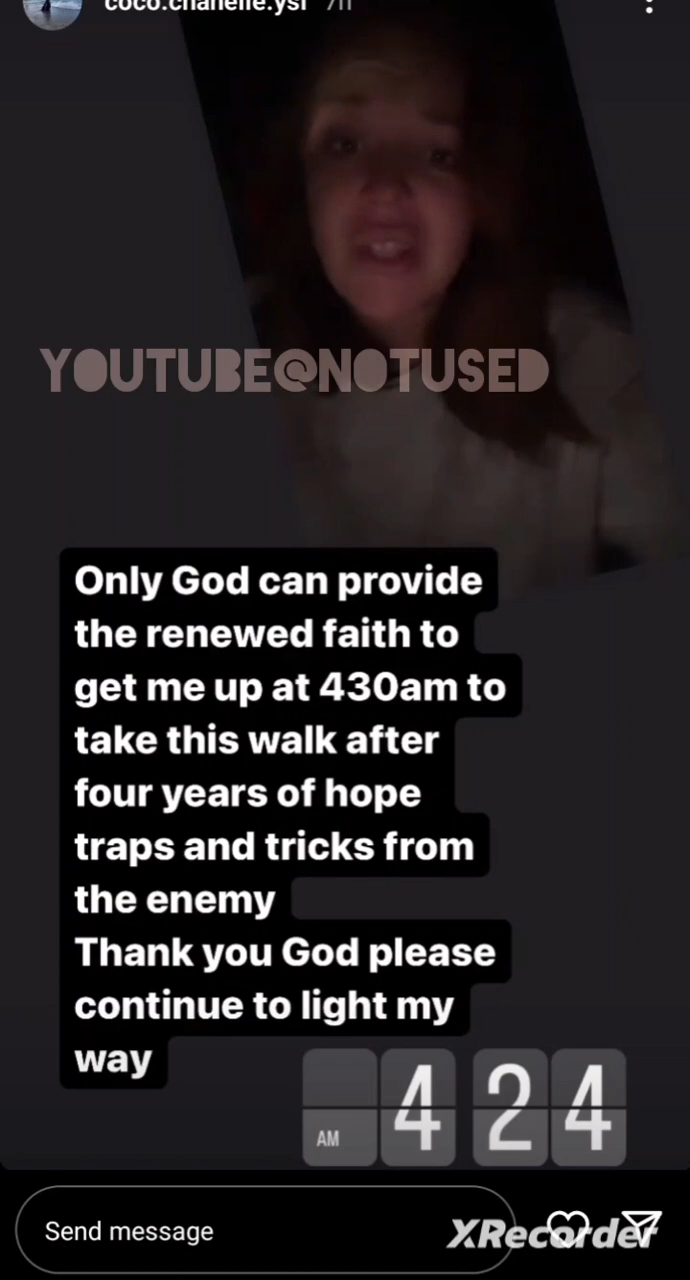 coco.chanelle.ysl 7h
YOUTUBE@NOTUSED
Only God can provide
the renewed faith to
get me up at 430am to
take this walk after
four years of hope
traps and tricks from
the enemy
Thank you God please
continue to light my
way
AM 4 24
Send message
XRecorder